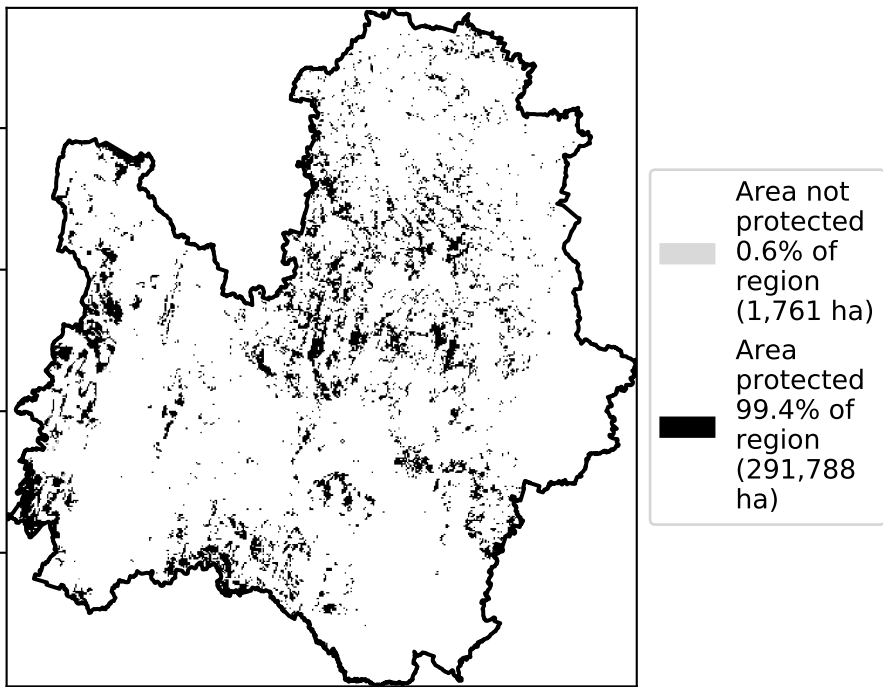 Area not
protected
0.6% of
region
(1,761 ha)
Area
protected
99.4% of
region
(291,788
ha)